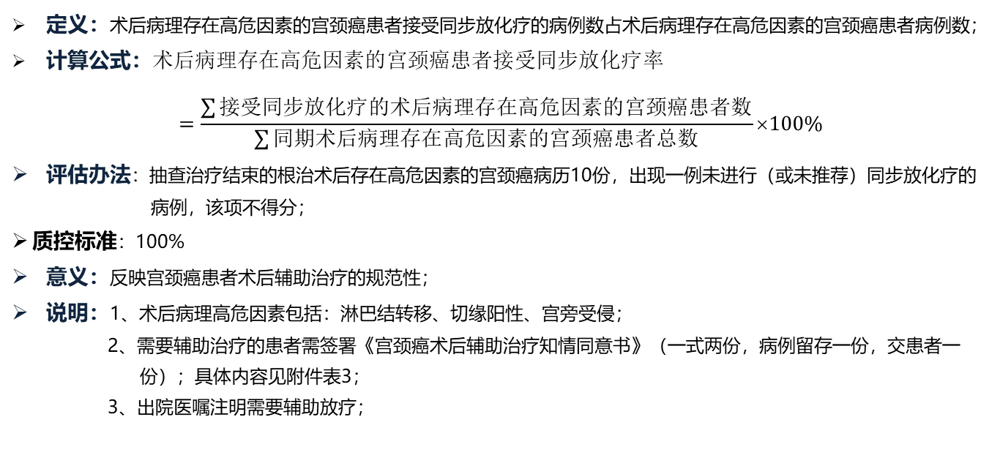 ➢ 定义：术后病理存在高危因素的宫颈癌患者接受同步放化疗的病例数占术后病理存在高危因素的宫颈癌患者病例数；
➢ 计算公式：术后病理存在高危因素的宫颈癌患者接受同步放化疗率
= ∑接受同步放化疗的术后病理存在高危因素的宫颈癌患者数
∑同期术后病理存在高危因素的宫颈癌患者总数 ×100%
➢ 评估办法：抽查治疗结束的根治术后存在高危因素的宫颈癌病历10份，出现一例未进行（或未推荐）同步放化疗的
病例，该项不得分；
➢质控标准：100%
➢ 意义：反映宫颈癌患者术后辅助治疗的规范性；
➢ 说明：1、术后病理高危因素包括：淋巴结转移、切缘阳性、宫旁受侵；
2、需要辅助治疗的患者需签署《宫颈癌术后辅助治疗知情同意书》（一式两份，病例留存一份，交患者一
份）；具体内容见附件表3；
3、出院医嘱注明需要辅助放疗；